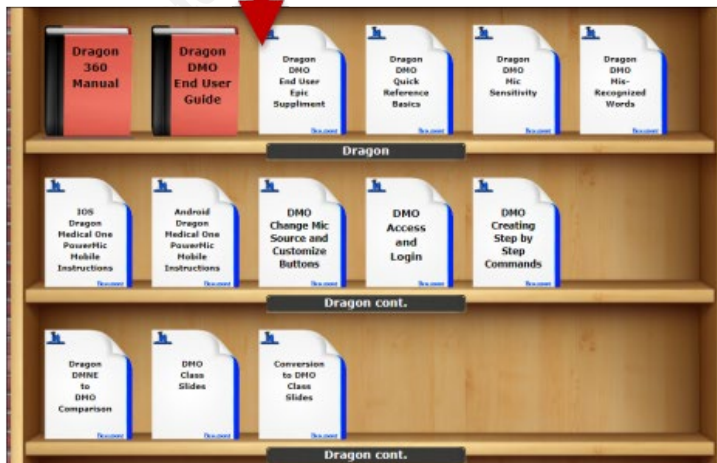 Dragon
360
Manual
Dragon
DMO
End User
Guide
Dragon
DMO
End User
Epic
Suppliment
Dragon
DMO
Quick
Reference
Basics
Dragon
DMO
Mic
Sensitivity
Dragon
DMO
Mis-
Recognized
Words
Dragon
IOS
Dragon
Medical One
PowerMic
Mobile
Instructions
Android
Dragon
Medical One
PowerMic
Mobile
Instructions
DMO
Change Mic
Source and
Customize
Buttons
DMO
Access
and
Login
DMO
Creating
Step by
Step
Commands
Dragon cont.
Dragon
DMNE
to
DMO
Comparison
DMO
Class
Slides
Conversion
to DMO
Class
Slides
Dragon cont.